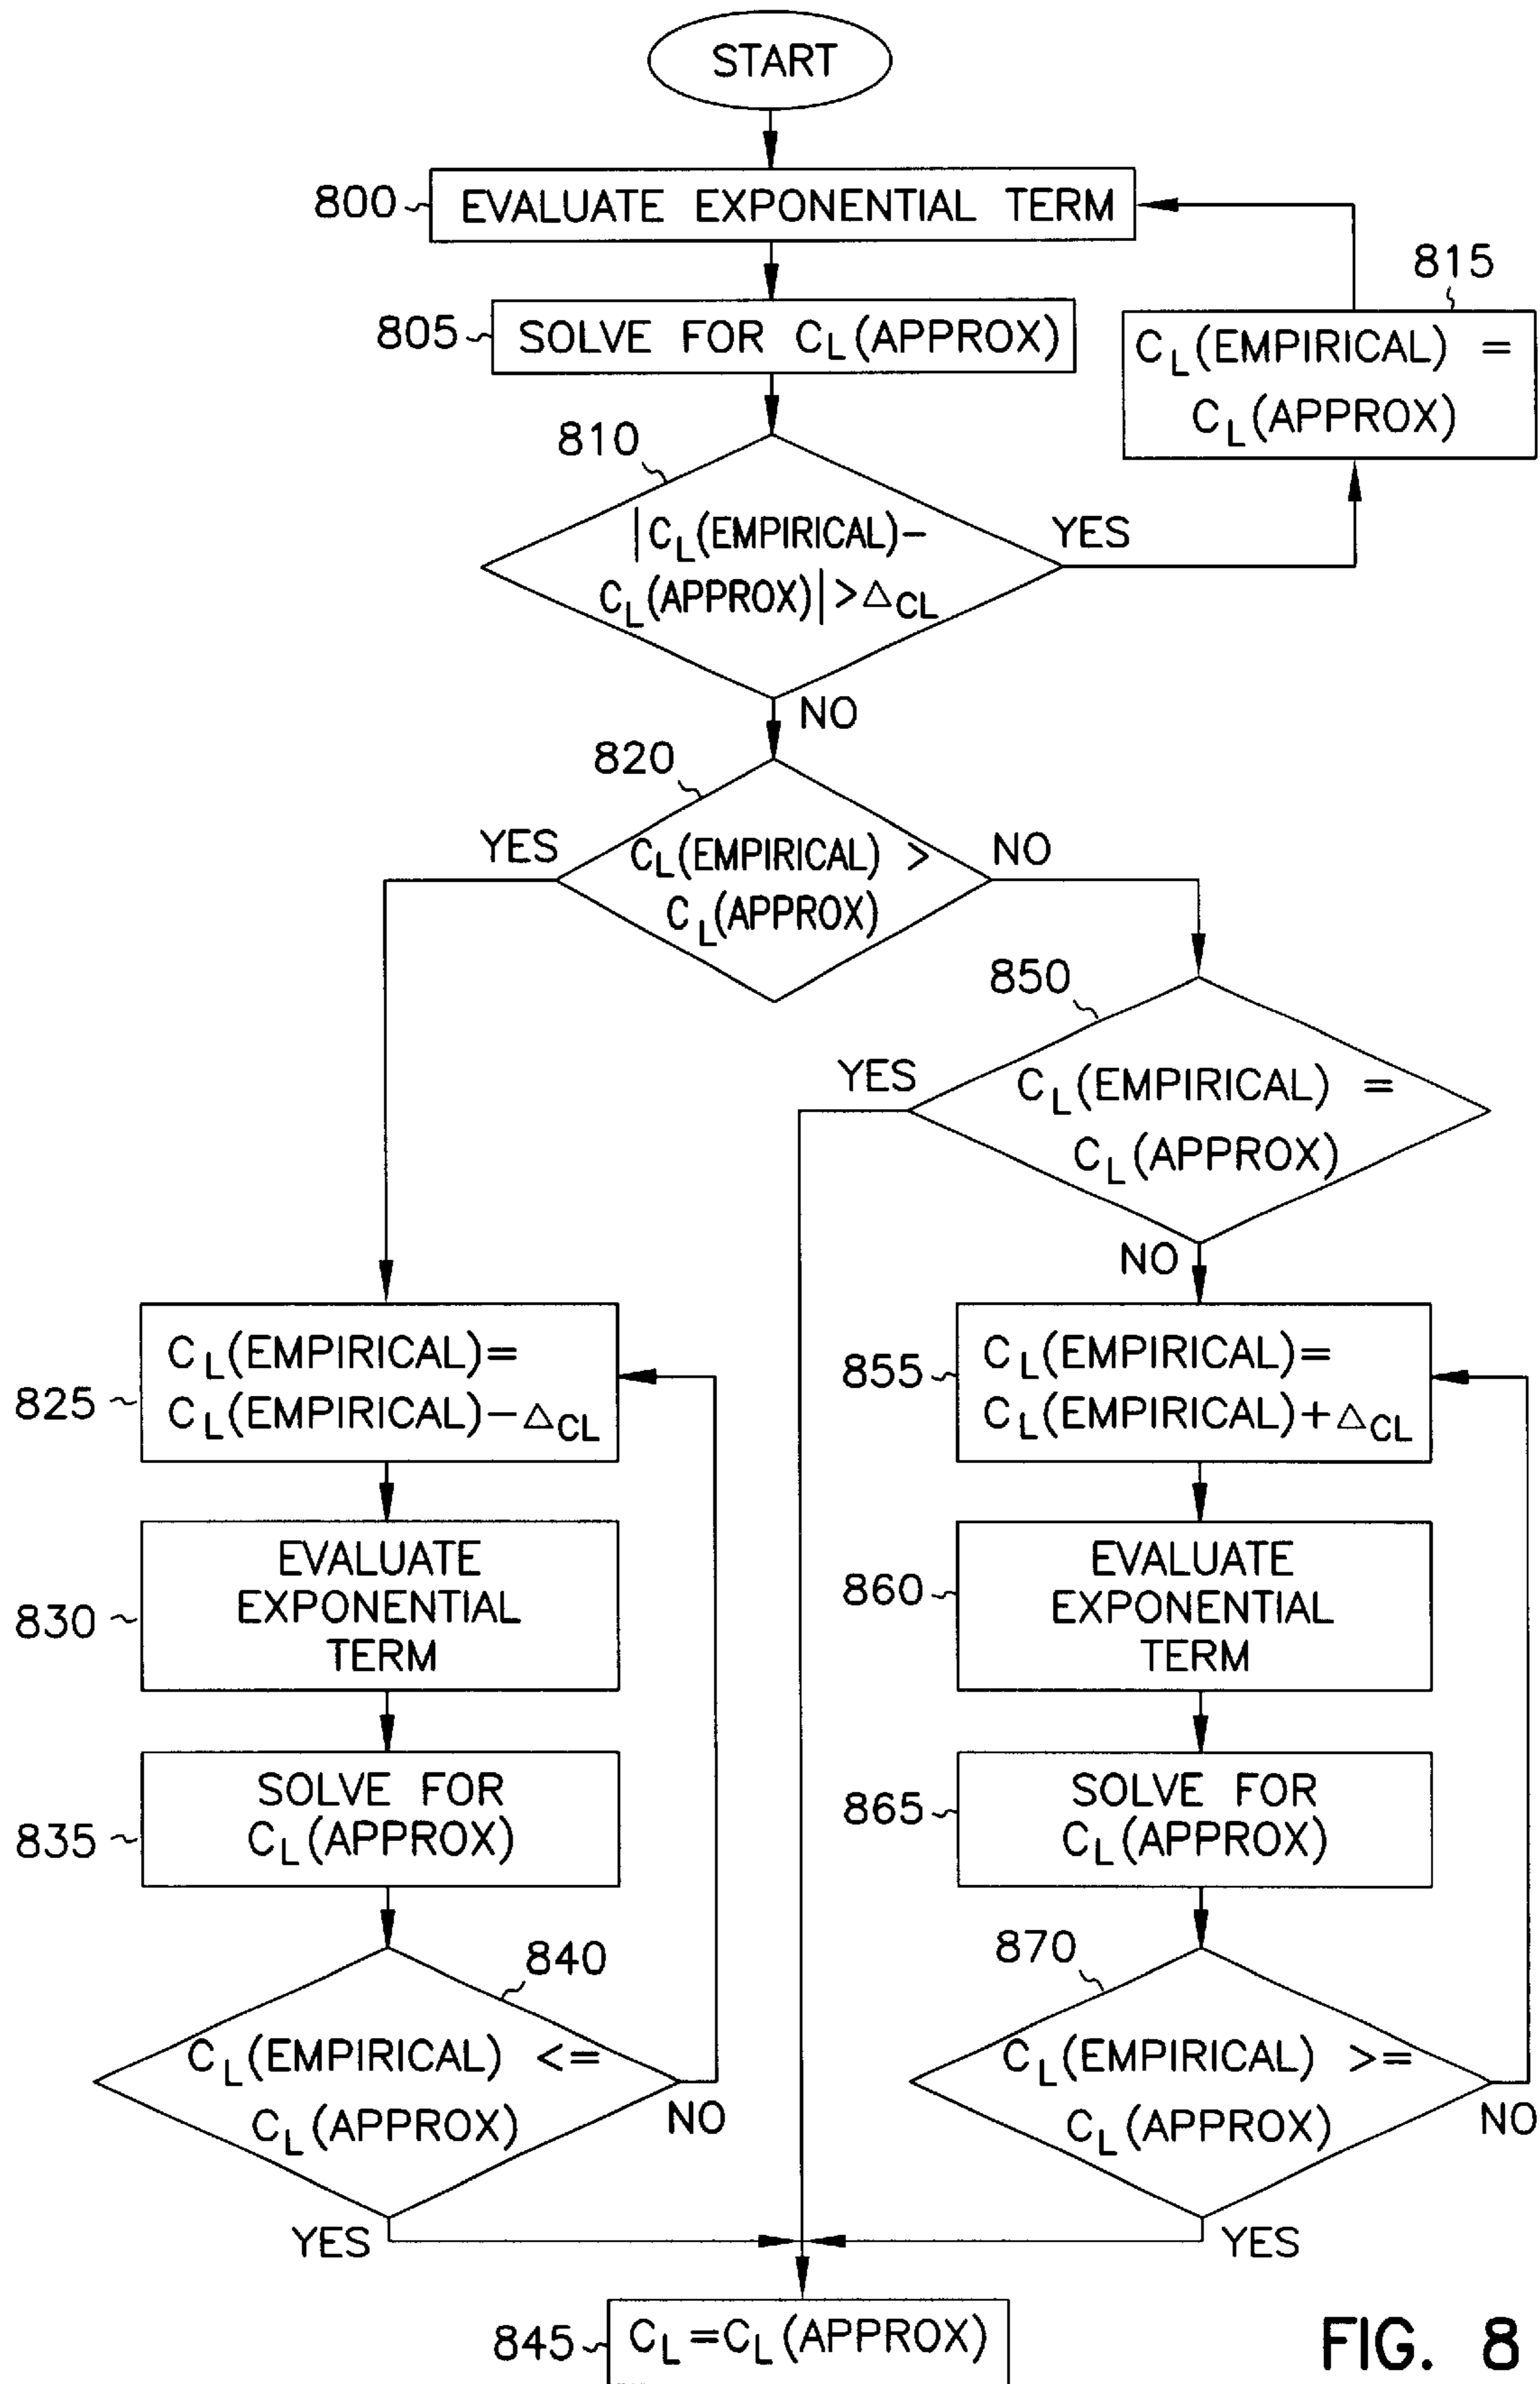 START
800
EVALUATE EXPONENTIAL TERM
815
805
SOLVE FOR C_L(APPROX)
C_L(EMPIRICAL) =
C_L(APPROX)
810
|C_L(EMPIRICAL)-
C_L(APPROX)|>△_CL
YES
NO
820
YES
C_L(EMPIRICAL) >
C_L(APPROX)
NO
850
YES
C_L(EMPIRICAL) =
C_L(APPROX)
NO
825
C_L(EMPIRICAL)=
C_L(EMPIRICAL)-△_CL
855
C_L(EMPIRICAL)=
C_L(EMPIRICAL)+△_CL
830
EVALUATE
EXPONENTIAL
TERM
860
EVALUATE
EXPONENTIAL
TERM
835
SOLVE FOR
C_L(APPROX)
865
SOLVE FOR
C_L(APPROX)
840
C_L(EMPIRICAL) <=
C_L(APPROX)
NO
870
C_L(EMPIRICAL) >=
C_L(APPROX)
NO
YES
YES
845
C_L=C_L(APPROX)
FIG. 8